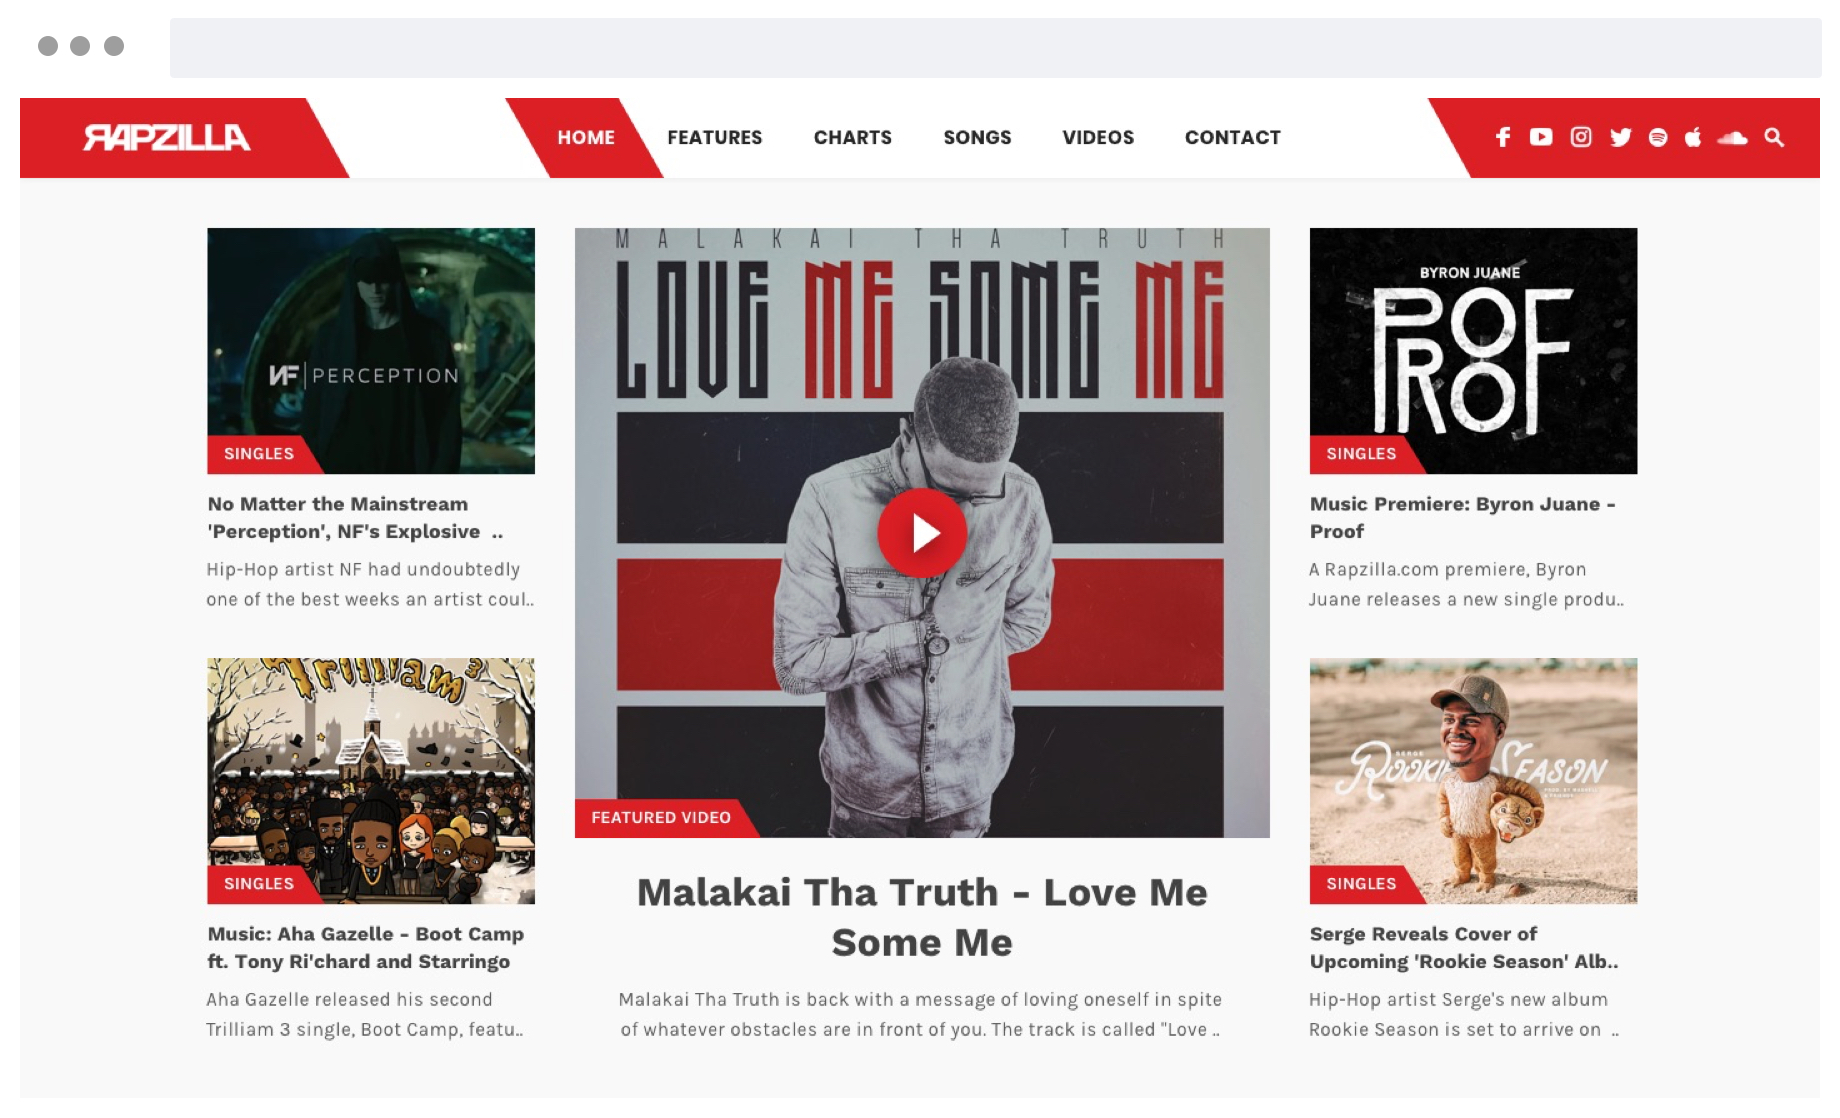 RAPZILLA
HOME FEATURES CHARTS SONGS VIDEOS CONTACT
NF PERCEPTION
SINGLES
No Matter the Mainstream
'Perception', NF's Explosive ..
Hip-Hop artist NF had undoubtedly
one of the best weeks an artist coul..
Trilliam 3
SINGLES
Music: Aha Gazelle - Boot Camp
ft. Tony Ri'chard and Starringo
Aha Gazelle released his second
Trilliam 3 single, Boot Camp, featu..
MALAKAI THA TRUTH
LOVE ME SOME ME
FEATURED VIDEO
Malakai Tha Truth - Love Me
Some Me
Malakai Tha Truth is back with a message of loving oneself in spite
of whatever obstacles are in front of you. The track is called "Love ..
BYRON JUANE
PROOF
SINGLES
Music Premiere: Byron Juane -
Proof
A Rapzilla.com premiere, Byron
Juane releases a new single produ..
SERGE
ROOKIE SEASON
SINGLES
Serge Reveals Cover of
Upcoming 'Rookie Season' Alb..
Hip-Hop artist Serge's new album
Rookie Season is set to arrive on ..